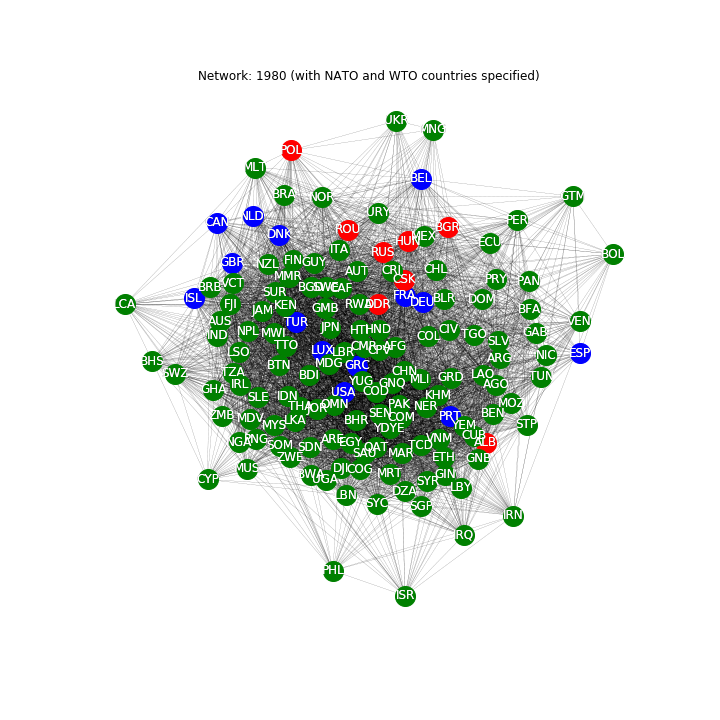 Network: 1980 (with NATO and WTO countries specified)
UKR
MNG
POL
MLT
BEL
BRA
NOR
GTM
URY
NLD
CAN
PER
ROU
BGR
DNK
MEX
HUN
ECU
ITA
RUS
BOL
GBR
NZL
FIN
GUY
AUT
CRI
CHL
MMR
CSK
PRY
PAN
VCT
BRB
SUR
SWE
CAF
FRA
ISL
BLR
DOM
DEU
LCA
FJI
KEN
RWA
DDR
JAM
GMB
BFA
AUS
TUR
VEN
JPN
HTI
HND
CIV
IND
NPL
MWI
COL
TGO
GAB
SLV
TTO
CMR
AFG
LUX
LBR
LSO
ESP
NIC
ARG
BHS
BTN
MDG
GRC
SWZ
TZA
BDI
CHN
LAO
TUN
IRL
YUG
GNQ
MLI
GRD
AGO
GHA
USA
COD
KHM
SLE
IDN
OMN
PAK
MOZ
THA
JOR
NER
ZMB
MDV
SEN
COM
PRT
BEN
MYS
LKA
BHR
YEM
STP
YDYE
CUB
NGA
ARE
EGY
VNM
ALB
SOM
SDN
QAT
TCD
SAU
MAR
ZWE
ETH
GNB
MUS
DJI
COG
CYP
BWA
UGA
MRT
GIN
SYR
LBY
LBN
DZA
SYC
SGP
IRN
IRQ
PHL
ISR